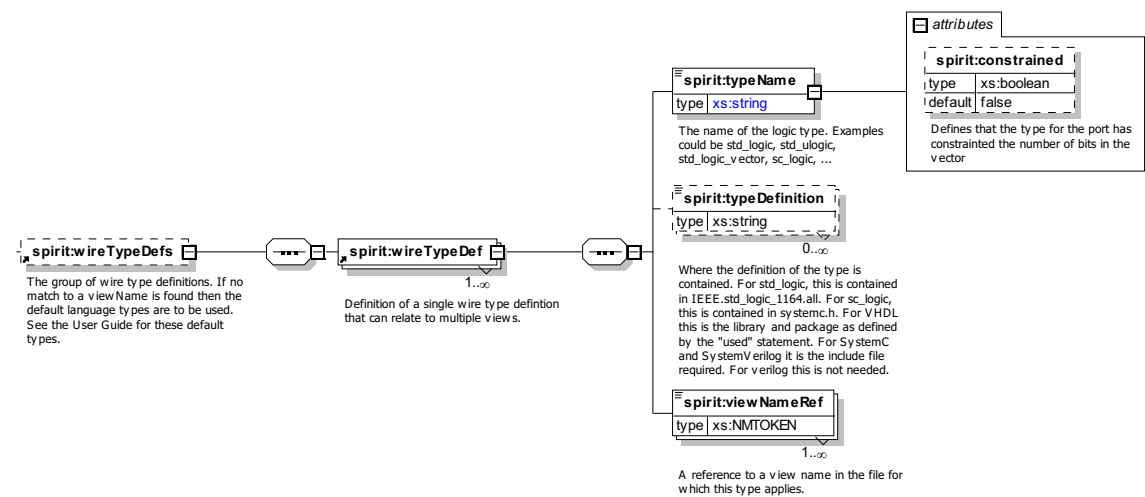 attributes
spirit:constrained
type xs:boolean
default false
Defines that the type for the port has
constrainted the number of bits in the
vector
spirit:typeName
type xs:string
The name of the logic type. Examples
could be std_logic, std_ulogic,
std_logic_vector, sc_logic, ...
spirit:typeDefinition
type xs:string
0..∞
Where the definition of the type is
contained. For std_logic, this is contained
in IEEE.std_logic_1164.all. For sc_logic,
this is contained in systemc.h. For VHDL
this is the library and package as defined
by the "used" statement. For SystemC
and SystemVerilog it is the include file
required. For verilog this is not needed.
spirit:wireTypeDefs
The group of wire type definitions. If no
match to a viewName is found then the
default language types are to be used.
See the User Guide for these default
types.
spirit:wireTypeDef
1..∞
Definition of a single wire type defintion
that can relate to multiple views.
spirit:viewNameRef
type xs:NMTOKEN
1..∞
A reference to a view name in the file for
which this type applies.